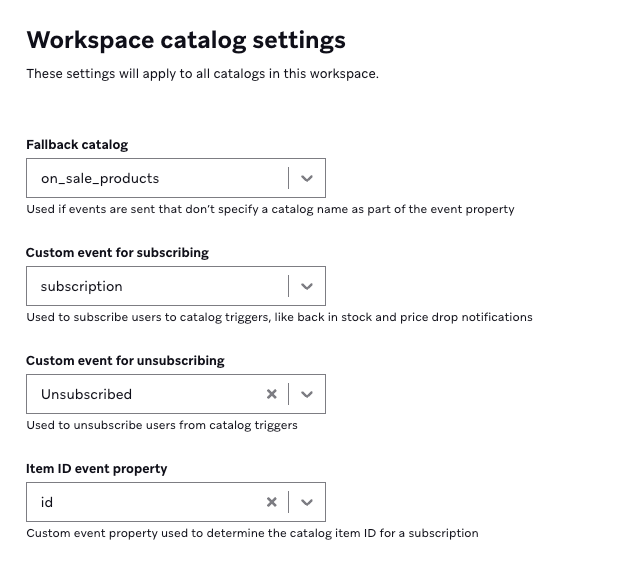 Workspace catalog settings
These settings will apply to all catalogs in this workspace.
Fallback catalog
on_sale_products
Used if events are sent that don't specify a catalog name as part of the event property
Custom event for subscribing
subscription
Used to subscribe users to catalog triggers, like back in stock and price drop notifications
Custom event for unsubscribing
Unsubscribed
Used to unsubscribe users from catalog triggers
Item ID event property
id
Custom event property used to determine the catalog item ID for a subscription